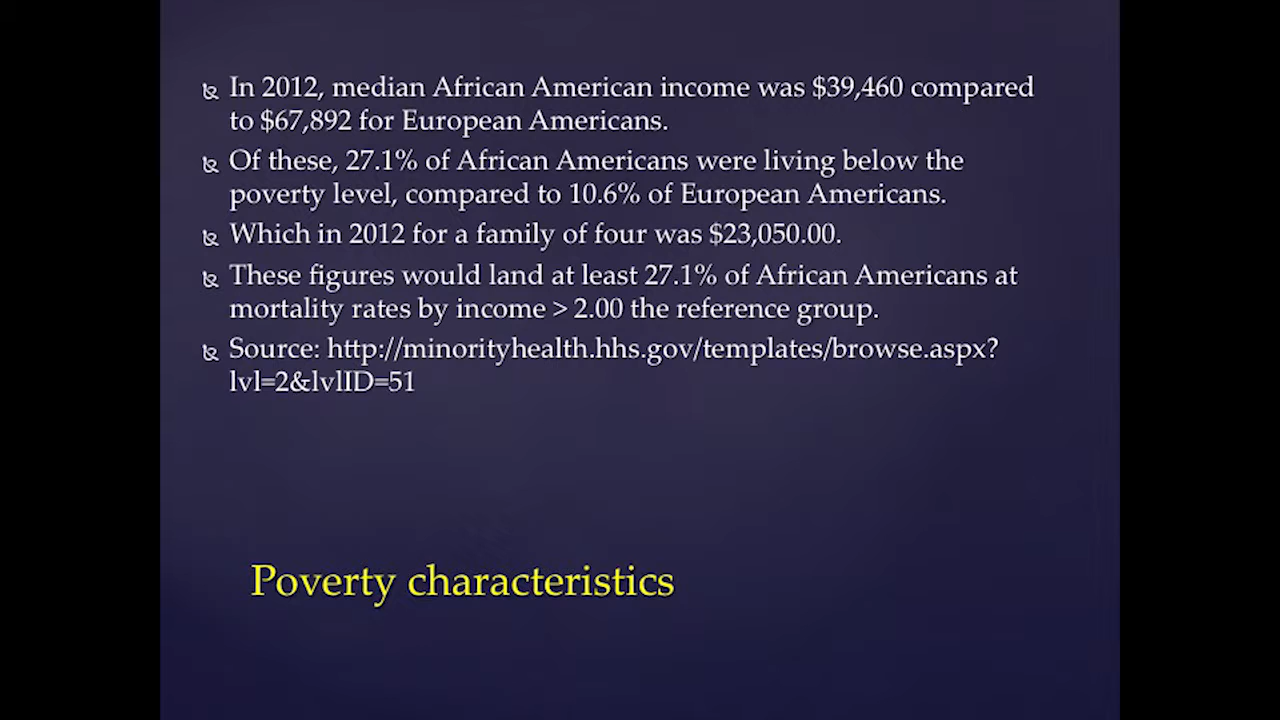 In 2012, median African American income was $39,460 compared
to $67,892 for European Americans.
Of these, 27.1% of African Americans were living below the
poverty level, compared to 10.6% of European Americans.
Which in 2012 for a family of four was $23,050.00.
These figures would land at least 27.1% of African Americans at
mortality rates by income > 2.00 the reference group.
Source: http://minorityhealth.hhs.gov/templates/browse.aspx?
lvl=2&lvlID=51
Poverty characteristics